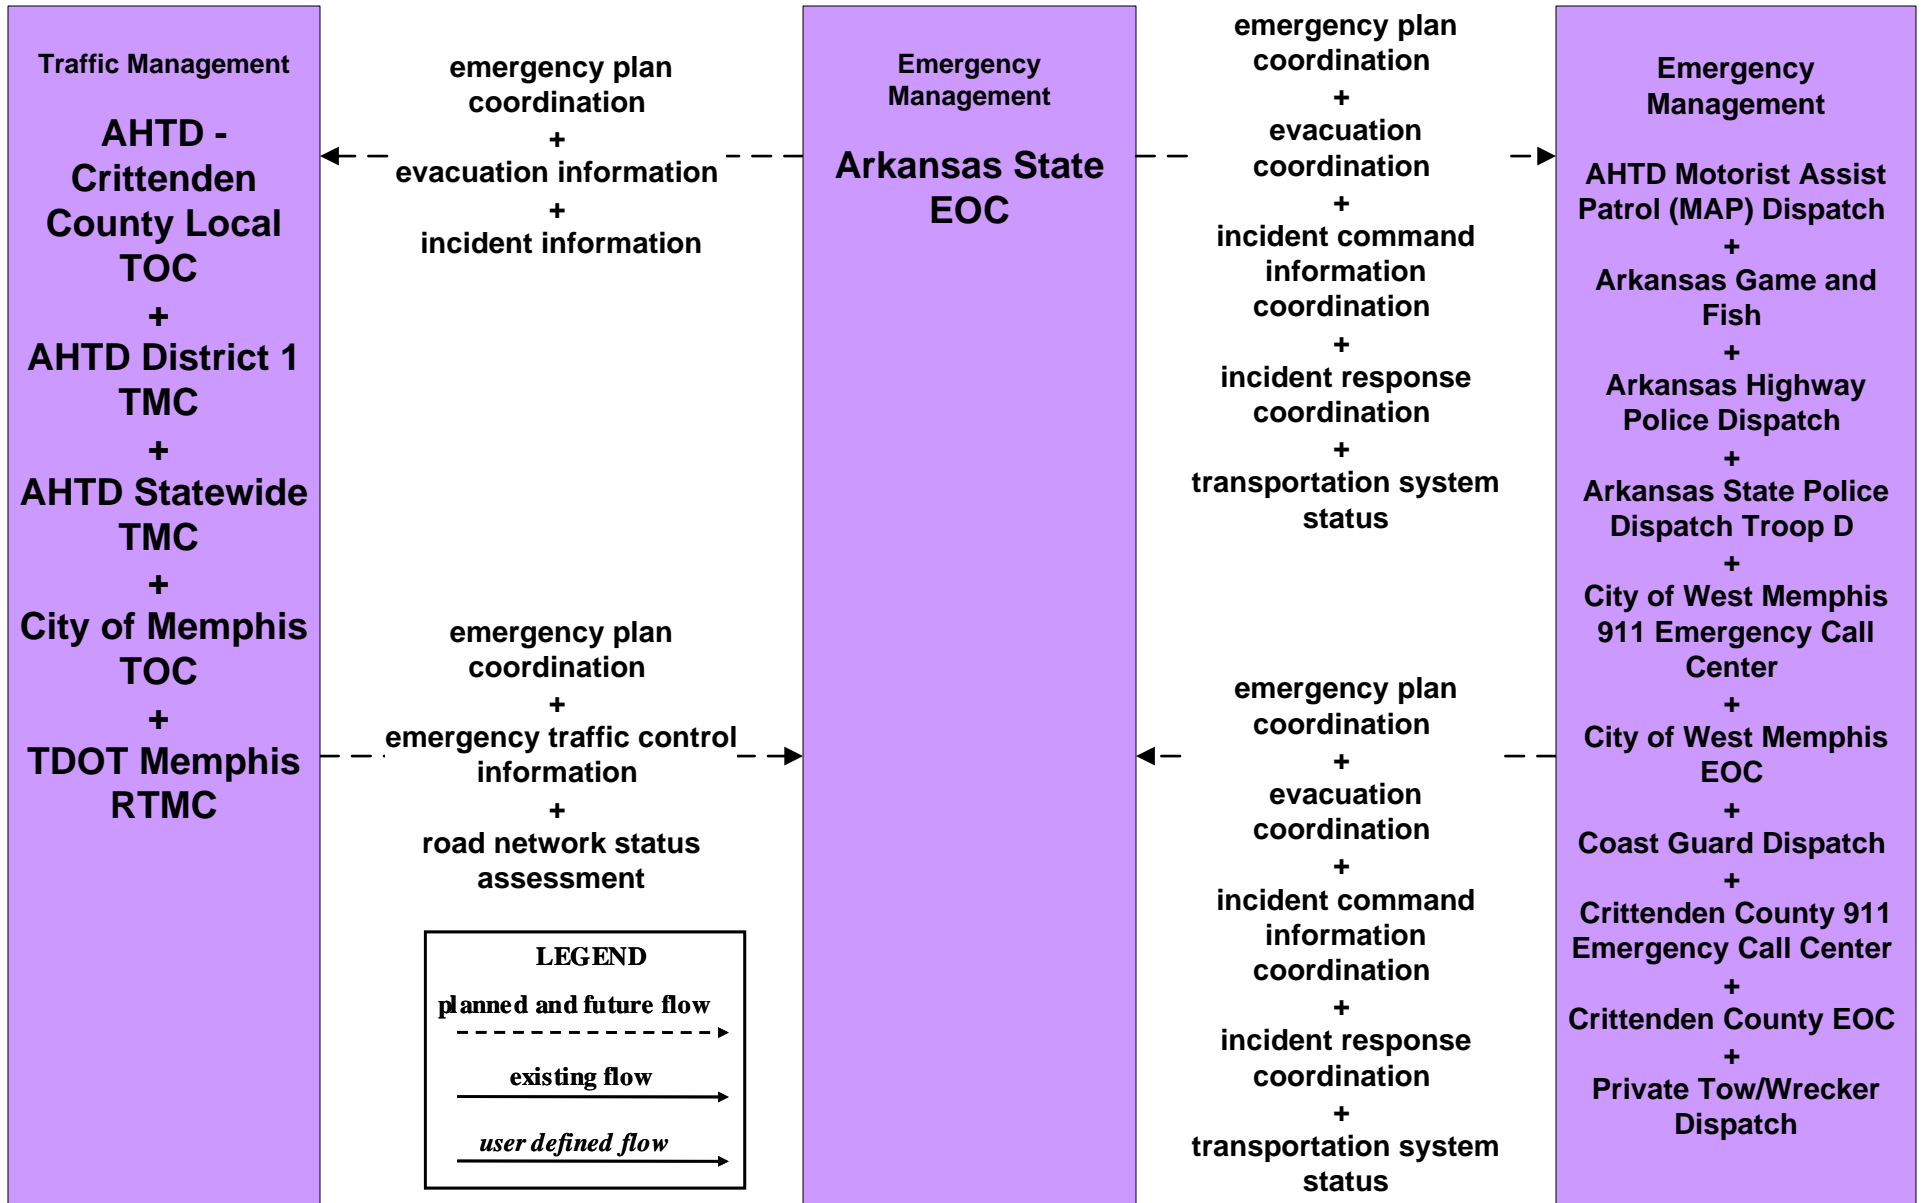 Traffic Management
AHTD -
Crittenden
County Local
TOC
+
AHTD District 1
TMC
+
AHTD Statewide
TMC
+
City of Memphis
TOC
+
TDOT Memphis
RTMC
emergency plan
coordination
+
evacuation information
+
incident information
emergency plan
coordination
+
emergency traffic control
information
+
road network status
assessment
LEGEND
planned and future flow
existing flow
user defined flow
Emergency
Management
Arkansas State
EOC
emergency plan
coordination
+
evacuation
coordination
+
incident command
information
coordination
+
incident response
coordination
+
transportation system
status
emergency plan
coordination
+
evacuation
coordination
+
incident command
information
coordination
+
incident response
coordination
+
transportation system
status
Emergency
Management
AHTD Motorist Assist
Patrol (MAP) Dispatch
+
Arkansas Game and
Fish
+
Arkansas Highway
Police Dispatch
+
Arkansas State Police
Dispatch Troop D
+
City of West Memphis
911 Emergency Call
Center
+
City of West Memphis
EOC
+
Coast Guard Dispatch
+
Crittenden County 911
Emergency Call Center
+
Crittenden County EOC
+
Private Tow/Wrecker
Dispatch